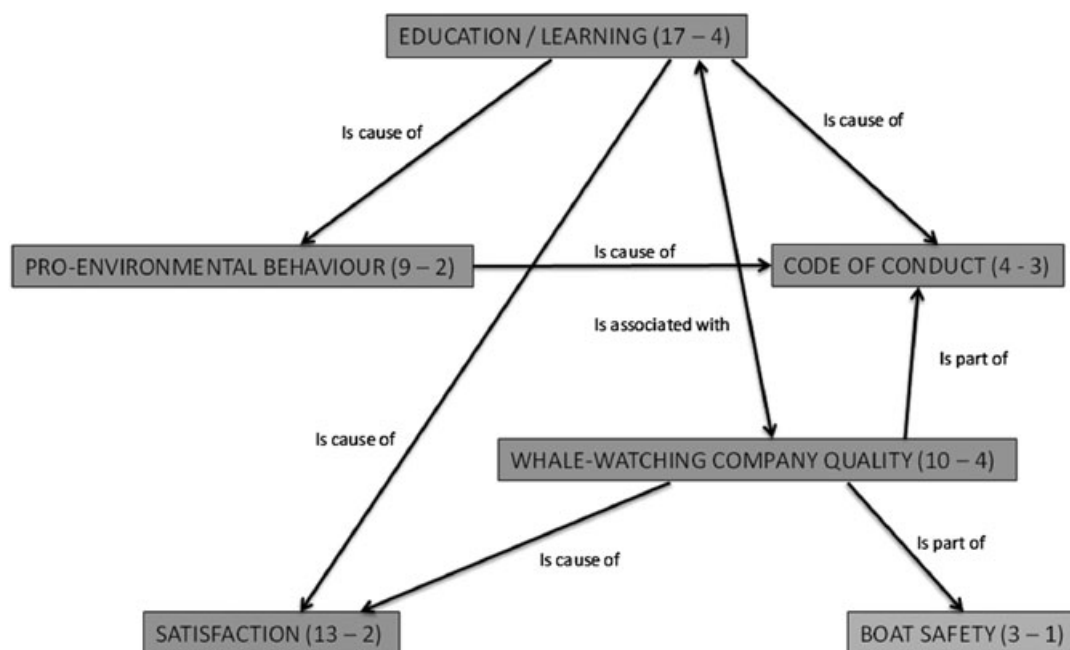 EDUCATION / LEARNING (17 – 4)
Is cause of
Is cause of
PRO-ENVIRONMENTAL BEHAVIOUR (9 – 2)
Is cause of
CODE OF CONDUCT (4 - 3)
Is associated with
Is part of
Is cause of
WHALE-WATCHING COMPANY QUALITY (10 – 4)
Is cause of
Is part of
SATISFACTION (13 – 2)
BOAT SAFETY (3 – 1)